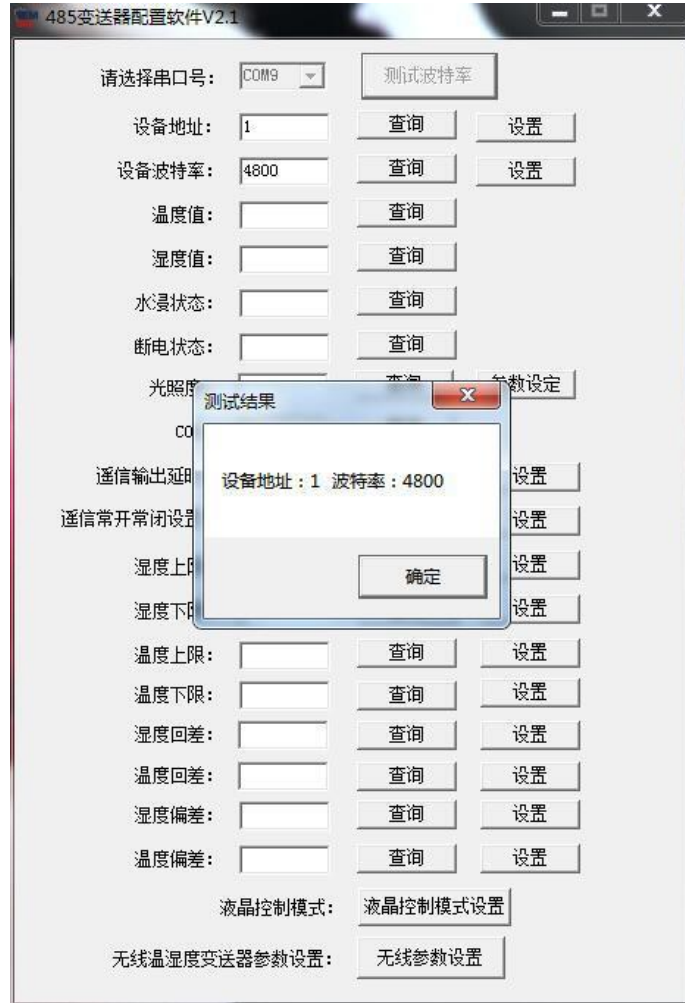 485变送器配置软件V2.1
请选择串口号: COM9 测试波特率
设备地址: 1 查询 设置
设备波特率: 4800 查询 设置
温度值: 查询
湿度值: 查询
水浸状态: 查询
断电状态: 查询
光照度 查询 参数设定
测试结果
CO
设备地址：1 波特率：4800
遥信输出延时 设置
遥信常开常闭设置 设置
确定
湿度上限 设置
湿度下限 设置
温度上限: 查询 设置
温度下限: 查询 设置
湿度回差: 查询 设置
温度回差: 查询 设置
湿度偏差: 查询 设置
温度偏差: 查询 设置
液晶控制模式: 液晶控制模式设置
无线温湿度变送器参数设置: 无线参数设置